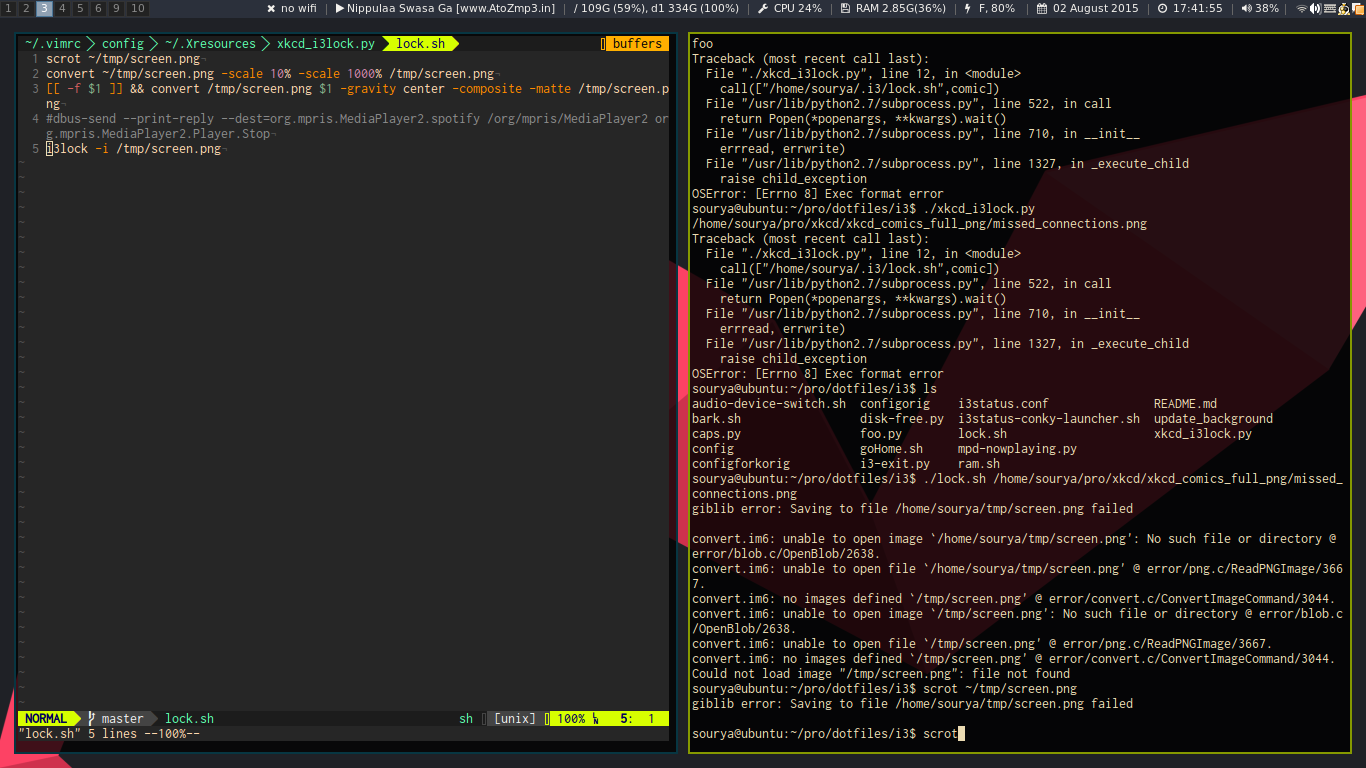 1 2 3 4 5 6 9 10 no wifi | Nippulaa Swasa Ga [www.AtoZmp3.in] | / 109G (59%), d1 334G (100%) | CPU 24% | RAM 2.85G(36%) | F, 80% | 02 August 2015 | 17:41:55 | 38% |
~/.vimrc config ~/.Xresources xkcd_i3lock.py lock.sh buffers
1 scrot ~/tmp/screen.png¬
2 convert ~/tmp/screen.png -scale 10% -scale 1000% /tmp/screen.png¬
3 [[ -f $1 ]] && convert /tmp/screen.png $1 -gravity center -composite -matte /tmp/screen.p
ng¬
4 #dbus-send --print-reply --dest=org.mpris.MediaPlayer2.spotify /org/mpris/MediaPlayer2 or
g.mpris.MediaPlayer2.Player.Stop¬
5 i3lock -i /tmp/screen.png¬
NORMAL master lock.sh sh [unix] 100% 5: 1
"lock.sh" 5 lines --100%--
foo
Traceback (most recent call last):
File "./xkcd_i3lock.py", line 12, in <module>
call(["/home/sourya/.i3/lock.sh",comic])
File "/usr/lib/python2.7/subprocess.py", line 522, in call
return Popen(*popenargs, **kwargs).wait()
File "/usr/lib/python2.7/subprocess.py", line 710, in __init__
errread, errwrite)
File "/usr/lib/python2.7/subprocess.py", line 1327, in _execute_child
raise child_exception
OSError: [Errno 8] Exec format error
sourya@ubuntu:~/pro/dotfiles/i3$ ./xkcd_i3lock.py
/home/sourya/pro/xkcd/xkcd_comics_full_png/missed_connections.png
Traceback (most recent call last):
File "./xkcd_i3lock.py", line 12, in <module>
call(["/home/sourya/.i3/lock.sh",comic])
File "/usr/lib/python2.7/subprocess.py", line 522, in call
return Popen(*popenargs, **kwargs).wait()
File "/usr/lib/python2.7/subprocess.py", line 710, in __init__
errread, errwrite)
File "/usr/lib/python2.7/subprocess.py", line 1327, in _execute_child
raise child_exception
OSError: [Errno 8] Exec format error
sourya@ubuntu:~/pro/dotfiles/i3$ ls
audio-device-switch.sh configorig i3status.conf README.md
bark.sh disk-free.py i3status-conky-launcher.sh update_background
caps.py foo.py lock.sh xkcd_i3lock.py
config goHome.sh mpd-nowplaying.py
configforkorig i3-exit.py ram.sh
sourya@ubuntu:~/pro/dotfiles/i3$ ./lock.sh /home/sourya/pro/xkcd/xkcd_comics_full_png/missed_
connections.png
giblib error: Saving to file /home/sourya/tmp/screen.png failed
convert.im6: unable to open image `/home/sourya/tmp/screen.png': No such file or directory @
error/blob.c/OpenBlob/2638.
convert.im6: unable to open file `/home/sourya/tmp/screen.png' @ error/png.c/ReadPNGImage/366
7.
convert.im6: no images defined `/tmp/screen.png' @ error/convert.c/ConvertImageCommand/3044.
convert.im6: unable to open image `/tmp/screen.png': No such file or directory @ error/blob.c
/OpenBlob/2638.
convert.im6: unable to open file `/tmp/screen.png' @ error/png.c/ReadPNGImage/3667.
convert.im6: no images defined `/tmp/screen.png' @ error/convert.c/ConvertImageCommand/3044.
Could not load image "/tmp/screen.png": file not found
sourya@ubuntu:~/pro/dotfiles/i3$ scrot ~/tmp/screen.png
giblib error: Saving to file /home/sourya/tmp/screen.png failed
sourya@ubuntu:~/pro/dotfiles/i3$ scrot